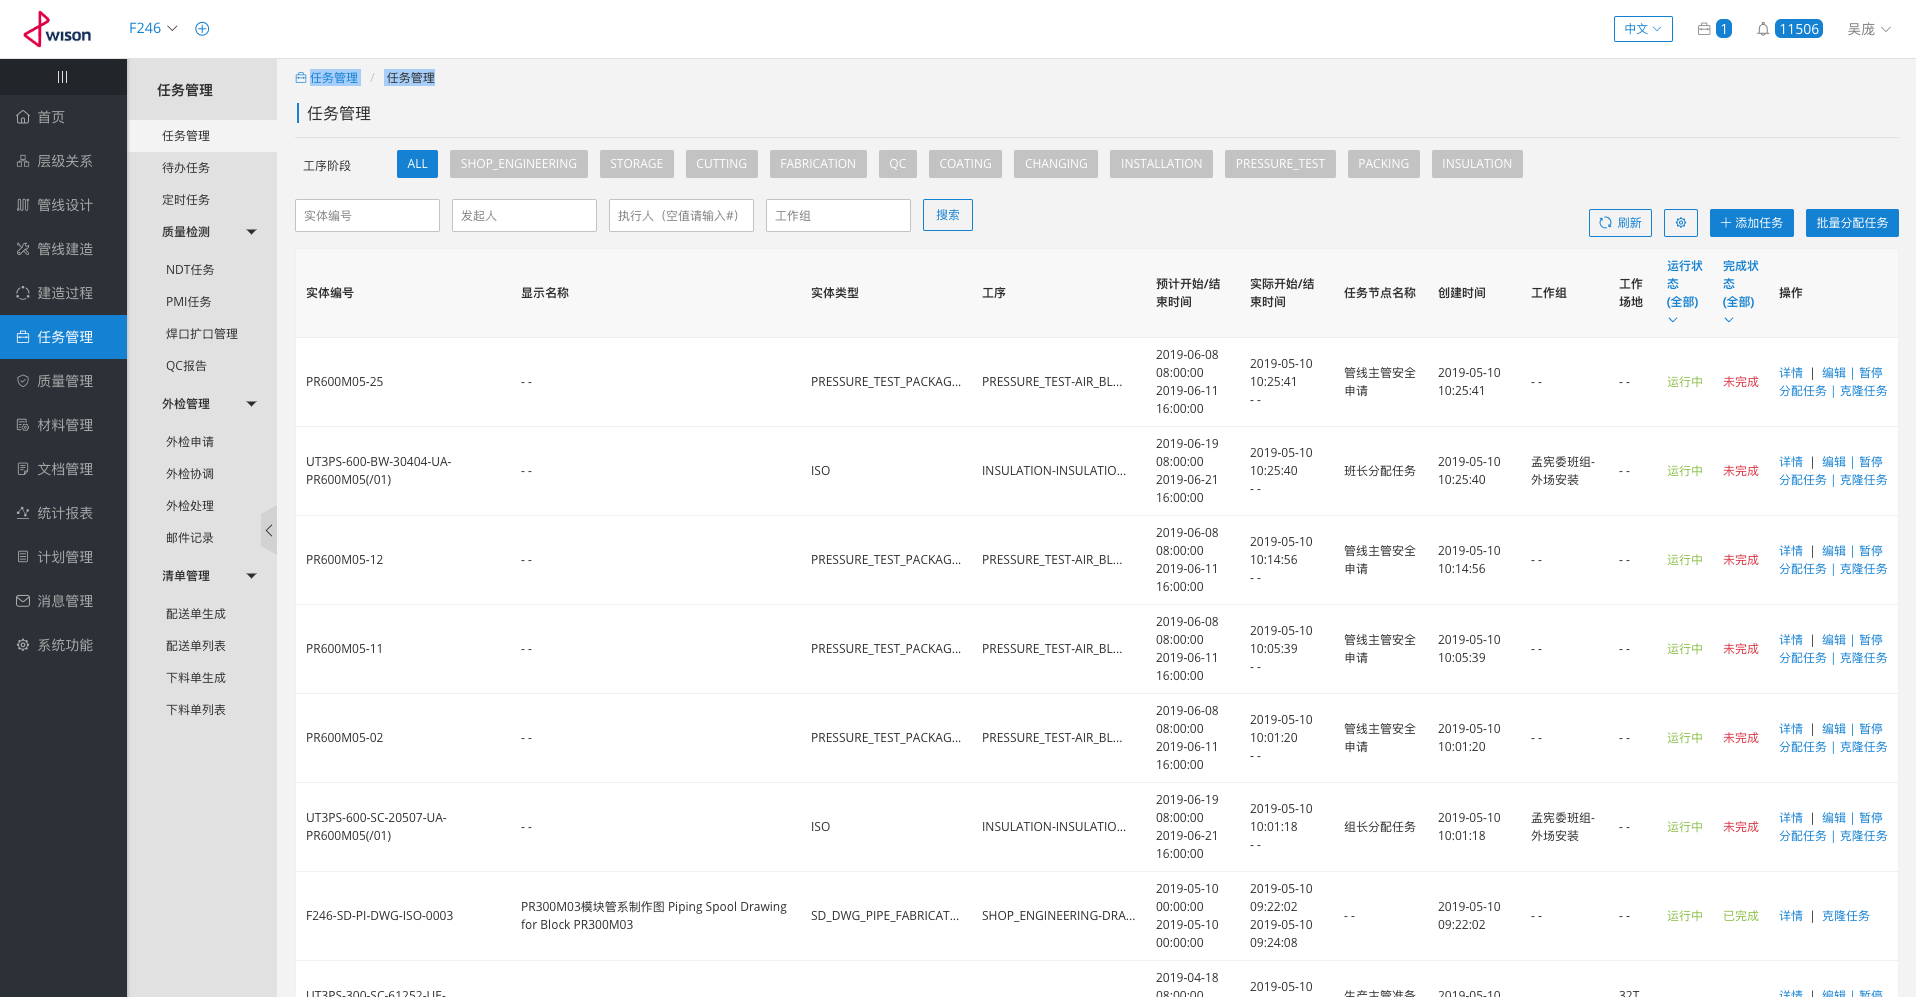 wison
F246
中文
1
11506
吴庞
首页
层级关系
管线设计
管线建造
建造过程
任务管理
质量管理
材料管理
文档管理
统计报表
计划管理
消息管理
系统功能
任务管理
任务管理
待办任务
定时任务
质量检测
NDT任务
PMI任务
焊口扩口管理
QC报告
外检管理
外检申请
外检协调
外检处理
邮件记录
清单管理
配送单生成
配送单列表
下料单生成
下料单列表
任务管理 / 任务管理
任务管理
工序阶段 ALL SHOP_ENGINEERING STORAGE CUTTING FABRICATION QC COATING CHANGING INSTALLATION PRESSURE_TEST PACKING INSULATION
实体编号 发起人 执行人（空值请输入#） 工作组 搜索
刷新 添加任务 批量分配任务
实体编号 显示名称 实体类型 工序 预计开始/结束时间 实际开始/结束时间 任务节点名称 创建时间 工作组 工作场地 运行状态(全部) 完成状态(全部) 操作
PR600M05-25 - - PRESSURE_TEST_PACKAG... PRESSURE_TEST-AIR_BL... 2019-06-08 08:00:00 2019-06-11 16:00:00 2019-05-10 10:25:41 - - 管线主管安全申请 2019-05-10 10:25:41 - - - - 运行中 未完成 详情 | 编辑 | 暂停 分配任务 | 克隆任务
UT3PS-600-BW-30404-UA-PR600M05(/01) - - ISO INSULATION-INSULATIO... 2019-06-19 08:00:00 2019-06-21 16:00:00 2019-05-10 10:25:40 - - 班长分配任务 2019-05-10 10:25:40 孟宪委班组-外场安装 - - 运行中 未完成 详情 | 编辑 | 暂停 分配任务 | 克隆任务
PR600M05-12 - - PRESSURE_TEST_PACKAG... PRESSURE_TEST-AIR_BL... 2019-06-08 08:00:00 2019-06-11 16:00:00 2019-05-10 10:14:56 - - 管线主管安全申请 2019-05-10 10:14:56 - - - - 运行中 未完成 详情 | 编辑 | 暂停 分配任务 | 克隆任务
PR600M05-11 - - PRESSURE_TEST_PACKAG... PRESSURE_TEST-AIR_BL... 2019-06-08 08:00:00 2019-06-11 16:00:00 2019-05-10 10:05:39 - - 管线主管安全申请 2019-05-10 10:05:39 - - - - 运行中 未完成 详情 | 编辑 | 暂停 分配任务 | 克隆任务
PR600M05-02 - - PRESSURE_TEST_PACKAG... PRESSURE_TEST-AIR_BL... 2019-06-08 08:00:00 2019-06-11 16:00:00 2019-05-10 10:01:20 - - 管线主管安全申请 2019-05-10 10:01:20 - - - - 运行中 未完成 详情 | 编辑 | 暂停 分配任务 | 克隆任务
UT3PS-600-SC-20507-UA-PR600M05(/01) - - ISO INSULATION-INSULATIO... 2019-06-19 08:00:00 2019-06-21 16:00:00 2019-05-10 10:01:18 - - 组长分配任务 2019-05-10 10:01:18 孟宪委班组-外场安装 - - 运行中 未完成 详情 | 编辑 | 暂停 分配任务 | 克隆任务
F246-SD-PI-DWG-ISO-0003 PR300M03模块管系制作图 Piping Spool Drawing for Block PR300M03 SD_DWG_PIPE_FABRICAT... SHOP_ENGINEERING-DRA... 2019-05-10 00:00:00 2019-05-10 00:00:00 2019-05-10 09:22:02 2019-05-10 09:24:08 - - 2019-05-10 09:22:02 - - - - 运行中 已完成 详情 | 克隆任务
UT3PS-300-SC-61252-UE- 2019-04-18 08:00:00 2019-05-10 生产主管准备 2019-05-10 32T 详情 | 编辑 | 暂停